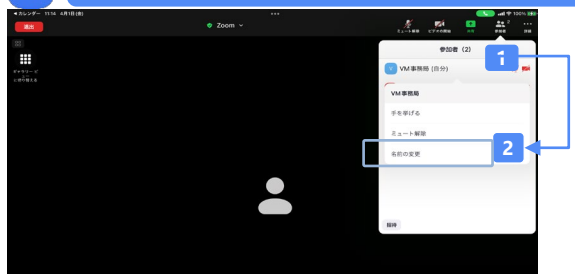 ◀カレンダー 11:14 4月1日(金)
100%
退出
Zoom
ミュート解除 ビデオの開始 共有 参加者 2 詳細
ギャラリービ
に切り替える
参加者 (2)
1
V VM事務局 (自分)
VM事務局
手を挙げる
ミュート解除
名前の変更
2
招待